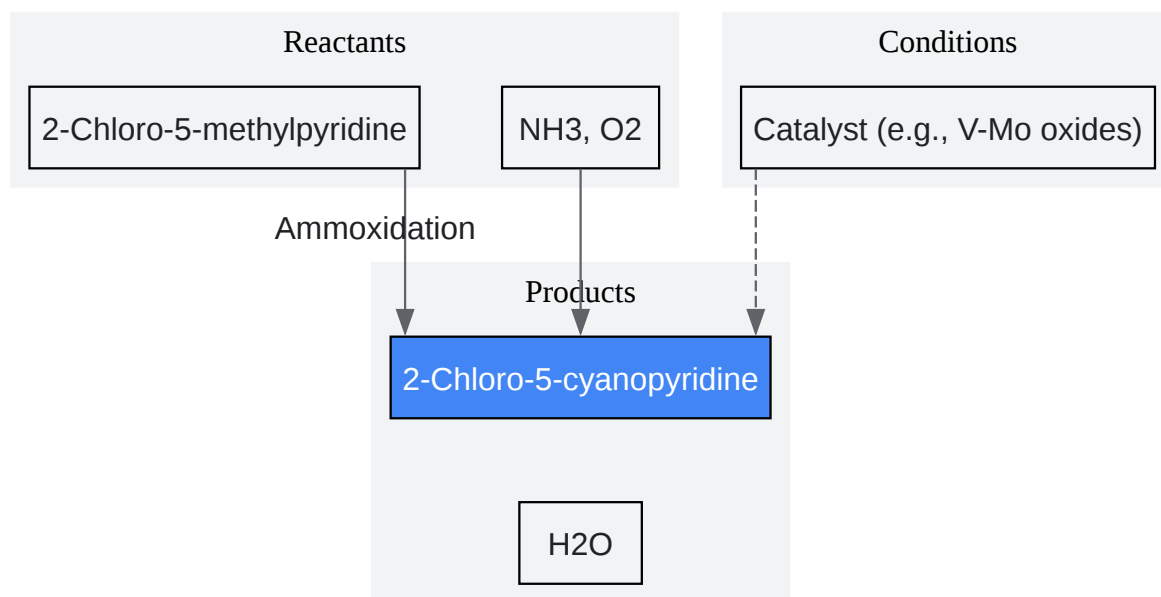 Reactants
Conditions
2-Chloro-5-methylpyridine
NH3, O2
Catalyst (e.g., V-Mo oxides)
Ammoxidation
Products
2-Chloro-5-cyanopyridine
H2O